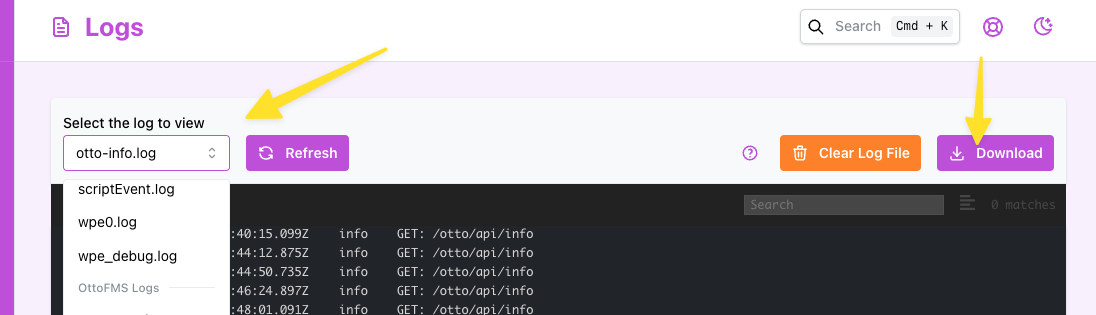 Logs
Search Cmd + K
Select the log to view
otto-info.log
Refresh
Clear Log File
Download
scriptEvent.log
wpe0.log
wpe_debug.log
OttoFMS Logs
Search
0 matches
:40:15.099Z info GET: /otto/api/info
:44:12.875Z info GET: /otto/api/info
:44:50.735Z info GET: /otto/api/info
:46:24.897Z info GET: /otto/api/info
:48:01.091Z info GET: /otto/api/info